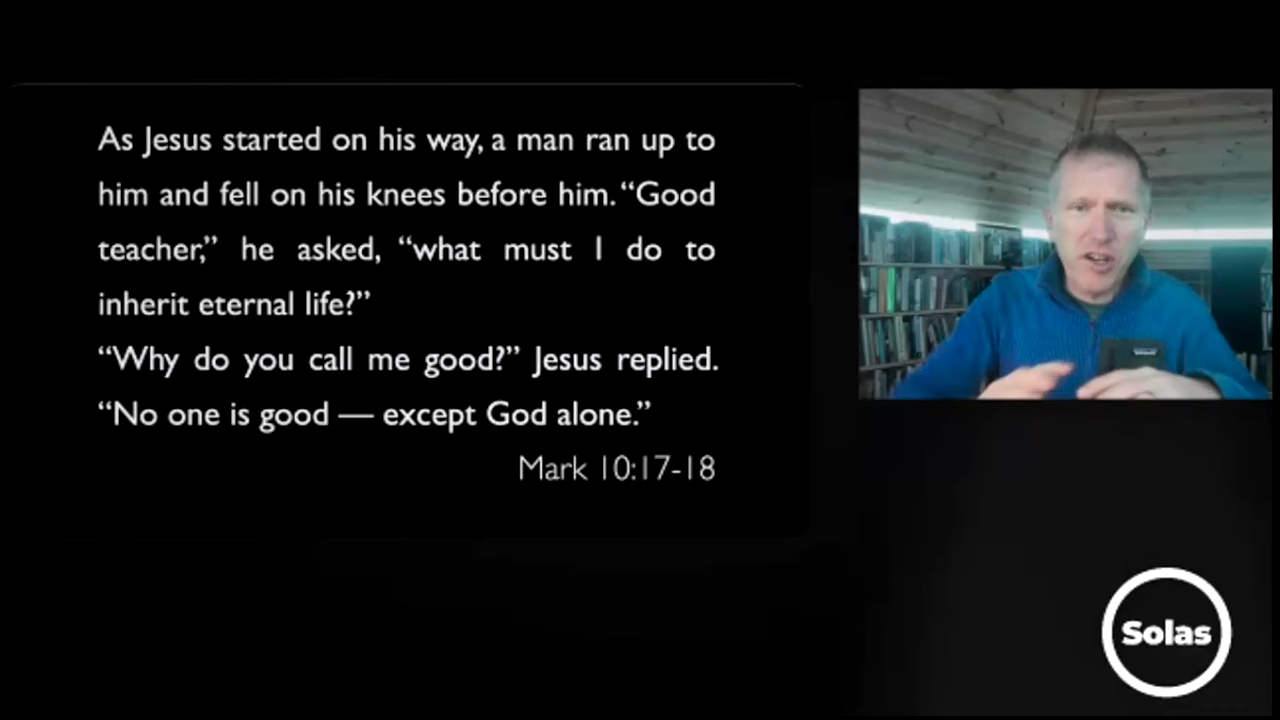 As Jesus started on his way, a man ran up to
him and fell on his knees before him. “Good
teacher,” he asked, “what must I do to
inherit eternal life?”
“Why do you call me good?” Jesus replied.
“No one is good — except God alone.”
Mark 10:17-18
Solas